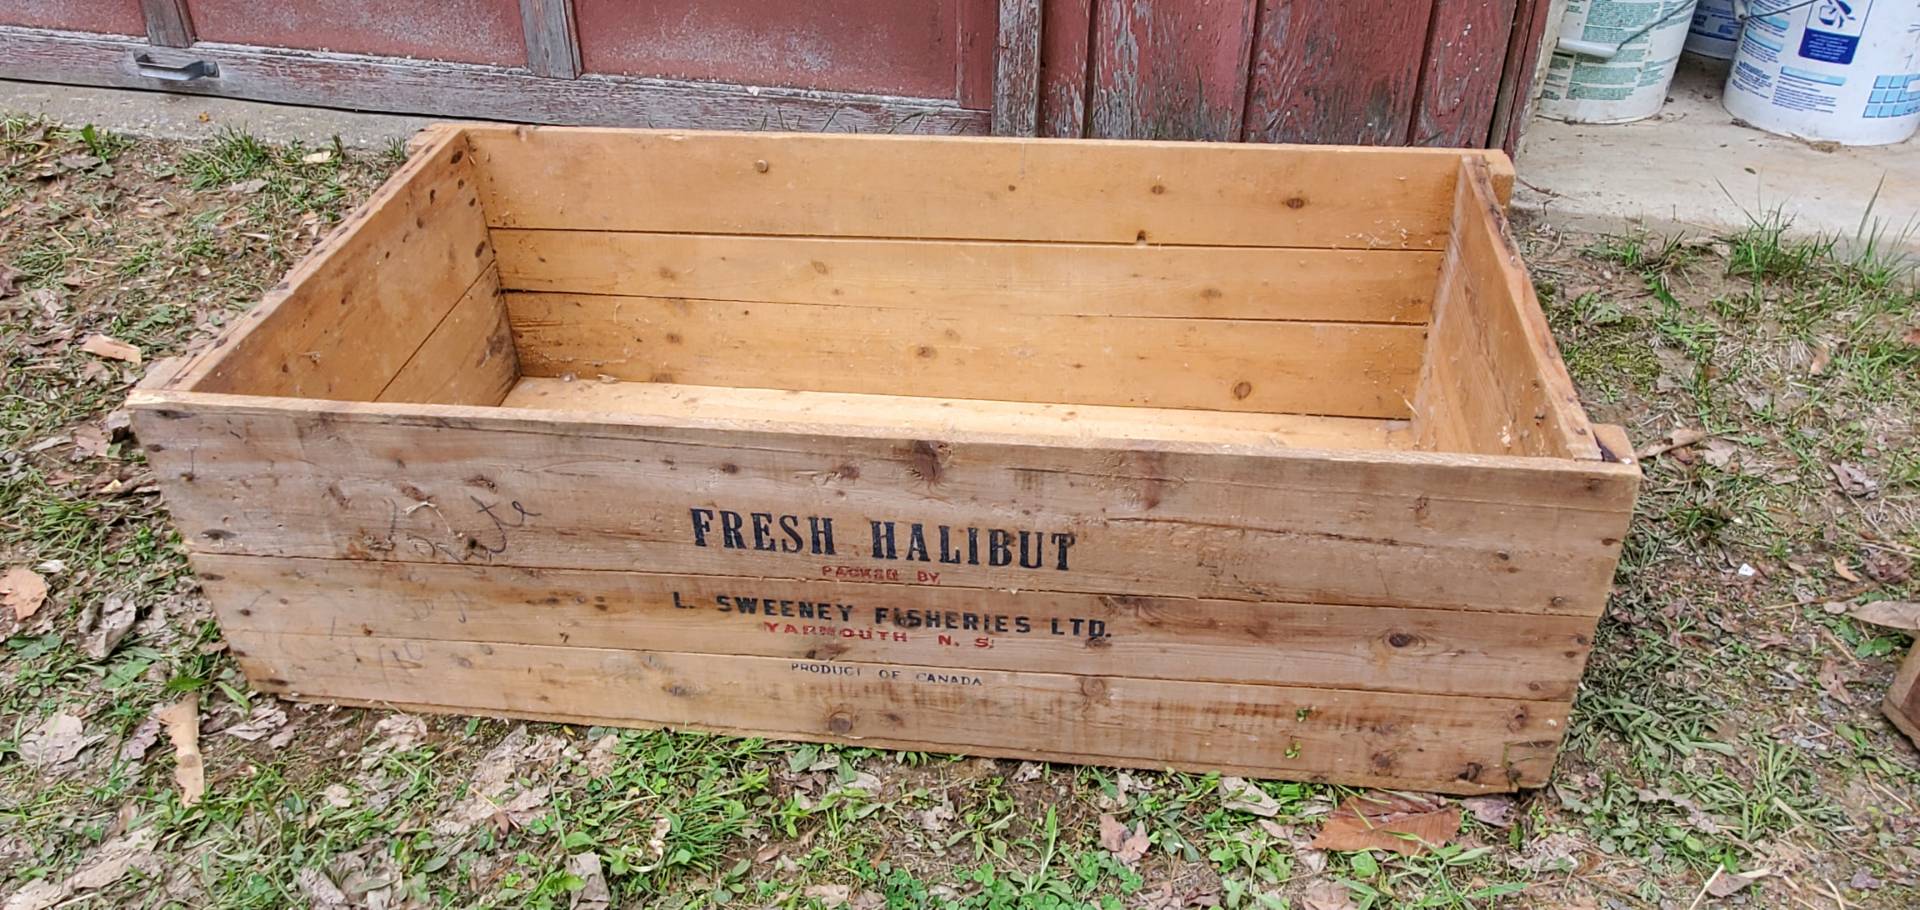 FRESH HALIBUT
PACKED BY
L. SWEENEY FISHERIES LTD.
YARMOUTH N. S.
PRODUCT OF CANADA